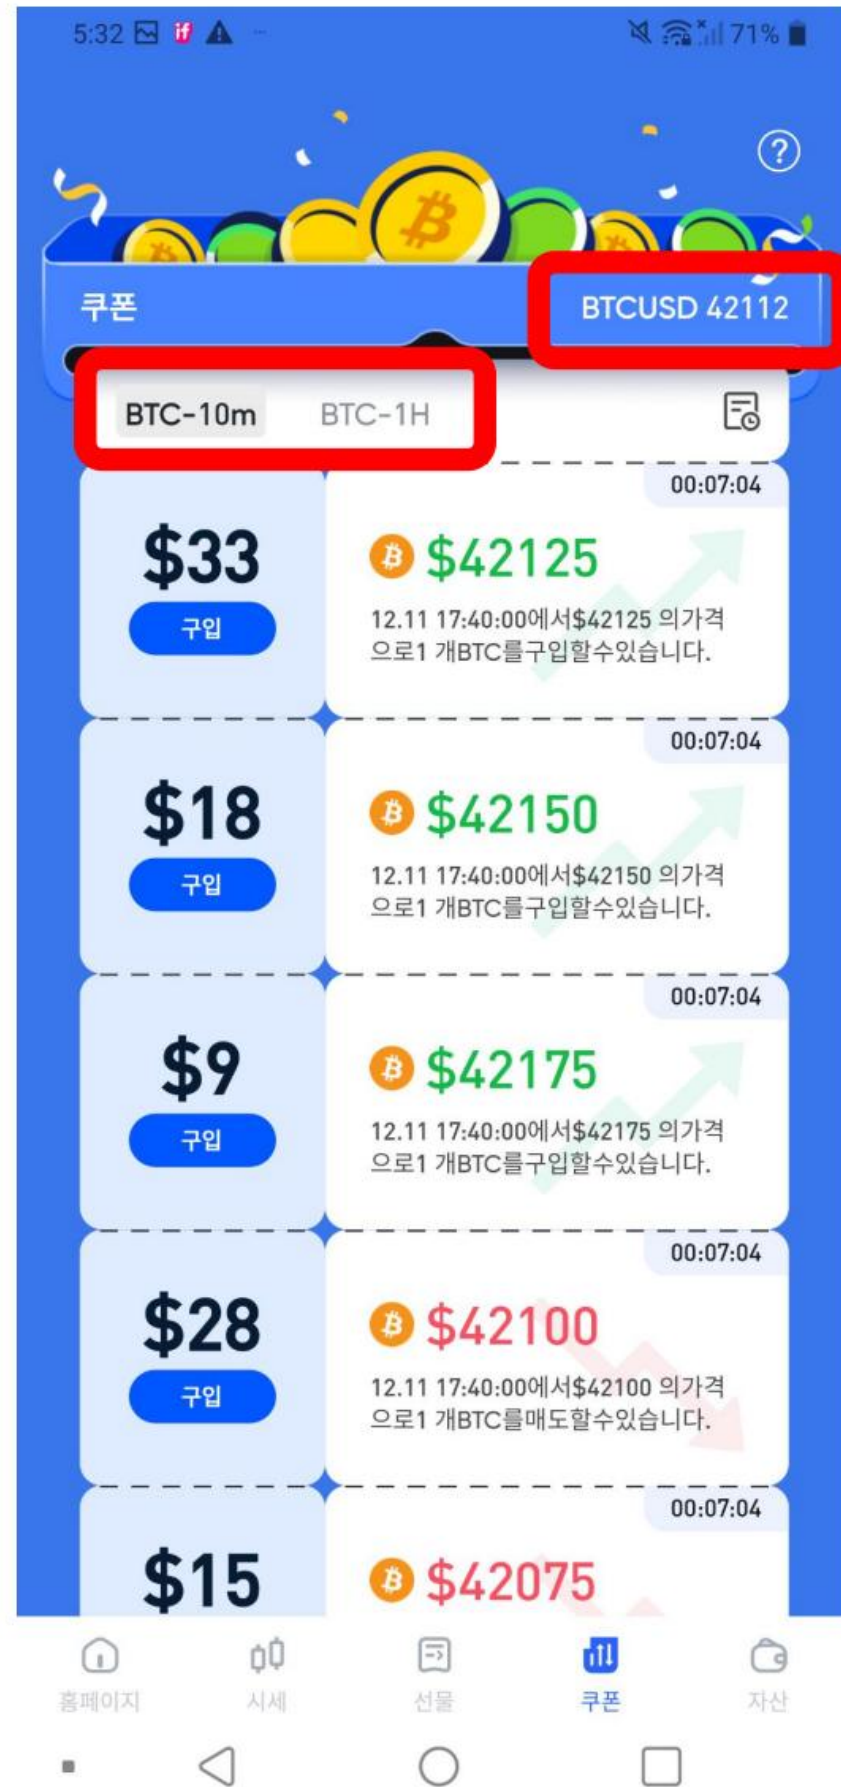 5:32
71%
쿠폰
BTCUSD 42112
BTC-10m BTC-1H
00:07:04
$33
구입
$42125
12.11 17:40:00에서$42125 의가격
으로1 개BTC를구입할수있습니다.
00:07:04
$18
구입
$42150
12.11 17:40:00에서$42150 의가격
으로1 개BTC를구입할수있습니다.
00:07:04
$9
구입
$42175
12.11 17:40:00에서$42175 의가격
으로1 개BTC를구입할수있습니다.
00:07:04
$28
구입
$42100
12.11 17:40:00에서$42100 의가격
으로1 개BTC를매도할수있습니다.
00:07:04
$15
$42075
홈페이지 시세 선물 쿠폰 자산